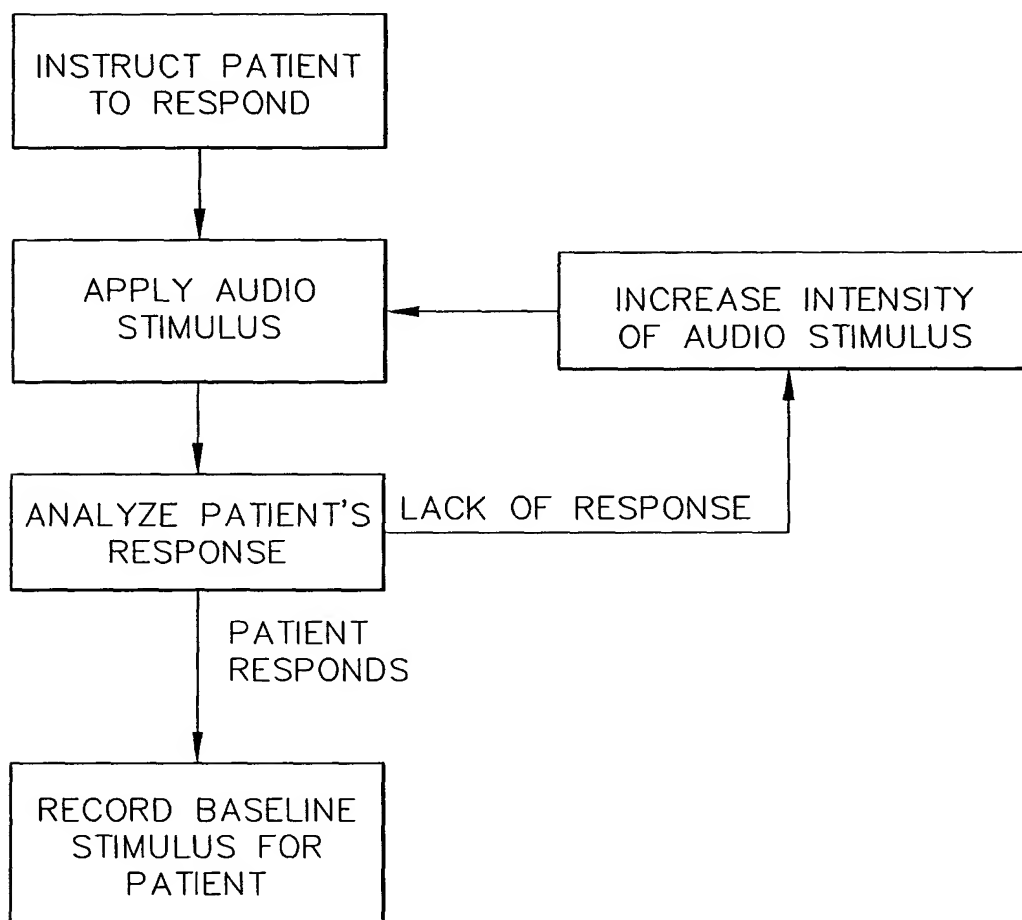 INSTRUCT PATIENT
TO RESPOND
APPLY AUDIO
STIMULUS
INCREASE INTENSITY
OF AUDIO STIMULUS
ANALYZE PATIENT'S
RESPONSE
LACK OF RESPONSE
PATIENT
RESPONDS
RECORD BASELINE
STIMULUS FOR
PATIENT